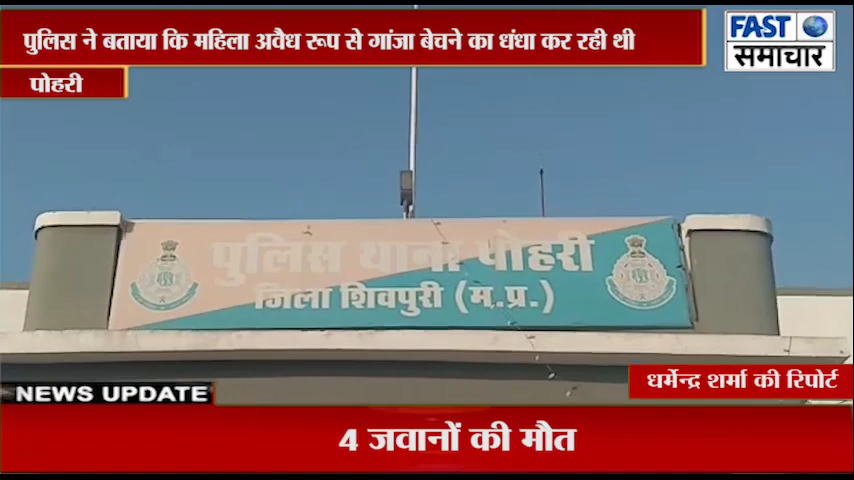 पुलिस ने बताया कि महिला अवैध रूप से गांजा बेचने का धंधा कर रही थी
FAST
समाचार
पोहरी
पुलिस थाना पोहरी
जिला शिवपुरी (म.प्र.)
धर्मेन्द्र शर्मा की रिपोर्ट
NEWS UPDATE
4 जवानों की मौत